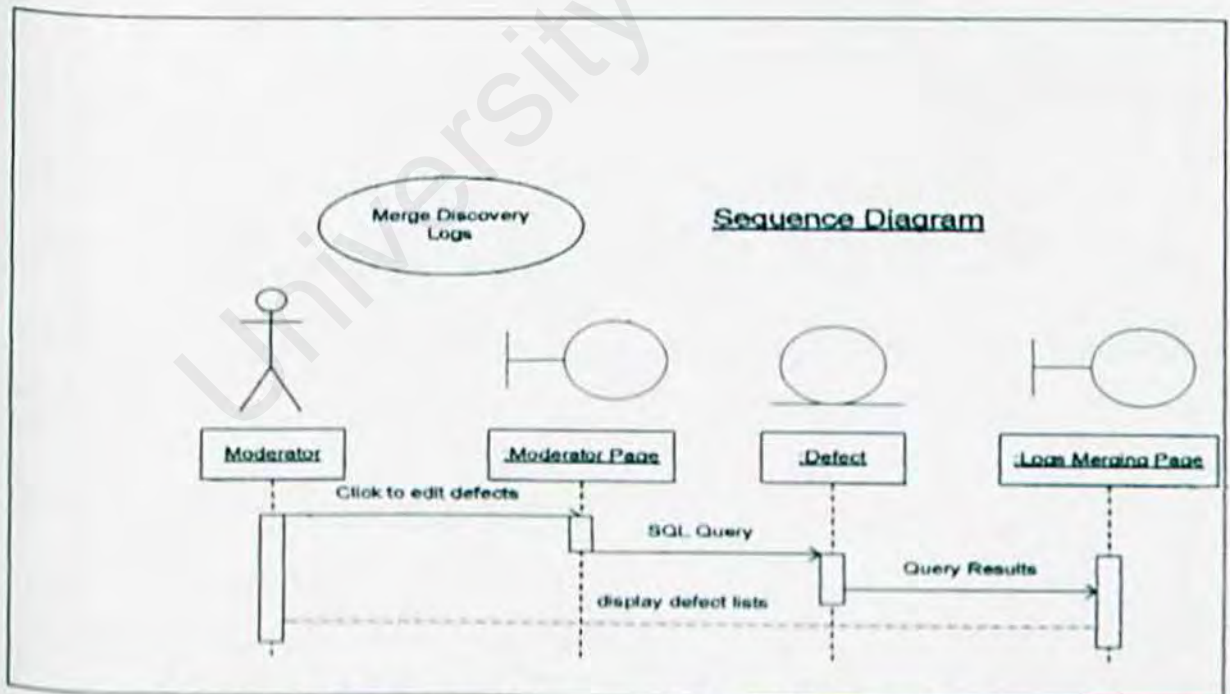 University
Merge Discovery
Logs
Sequence Diagram
Moderator
:Moderator Page
:Defect
:Logs Merging Page
Click to edit defects
SQL Query
Query Results
display defect lists